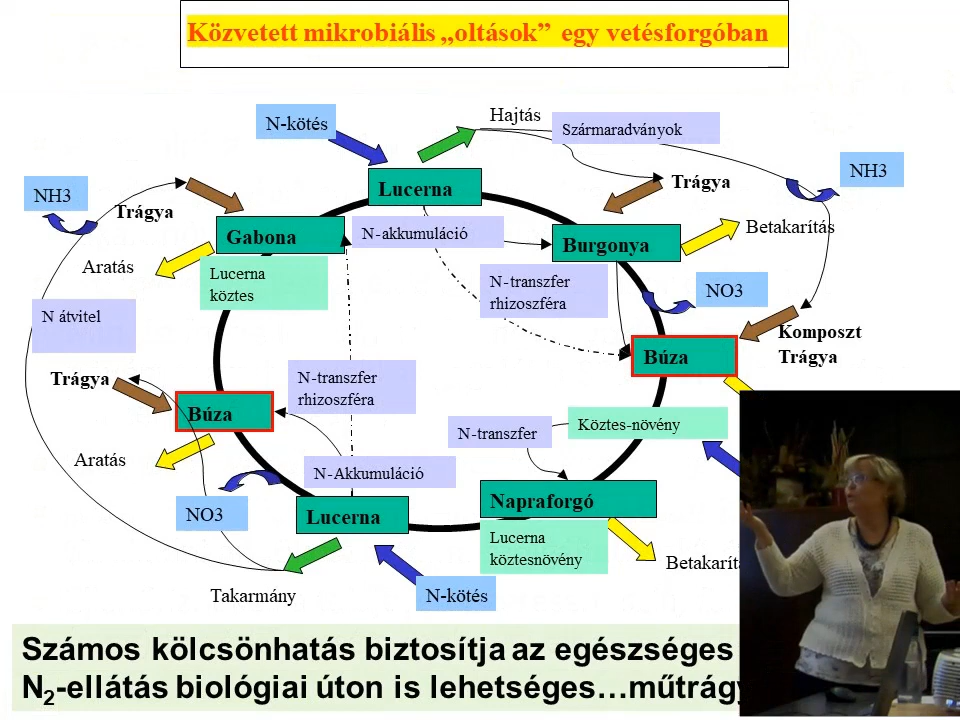 Közvetett mikrobiális „oltások” egy vetésforgóban
N-kötés
Hajtás
Szármaradványok
NH3
Lucerna
Trágya
NH3
Trágya
Gabona
N-akkumuláció
Burgonya
Betakarítás
Aratás
Lucerna
köztes
N-transzfer
rhizoszféra
NO3
N átvitel
Komposzt
Trágya
Búza
Trágya
N-transzfer
rhizoszféra
Búza
N-transzfer
Köztes-növény
Aratás
N-Akkumuláció
NO3
Lucerna
Napraforgó
Lucerna
köztesnövény
Takarmány
N-kötés
Számos kölcsönhatás biztosítja az egészséges
N2-ellátás biológiai úton is lehetséges…